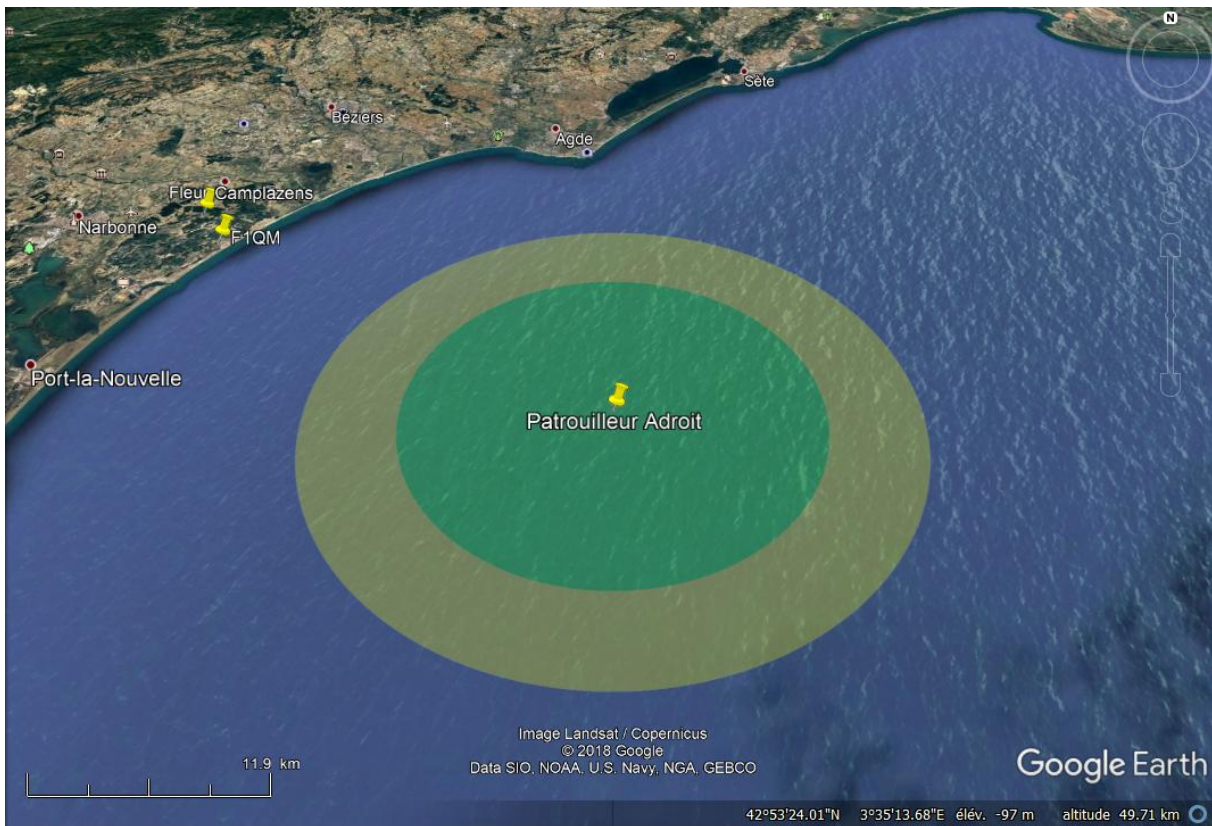 N
Sète
Béziers
Agde
Fleury Camplazens
Narbonne
F1QM
Port-la-Nouvelle
Patrouilleur Adroit
Image Landsat / Copernicus
© 2018 Google
Data SIO, NOAA, U.S. Navy, NGA, GEBCO
11.9 km
Google Earth
42°53'24.01"N 3°35'13.68"E élév. -97 m altitude 49.71 km